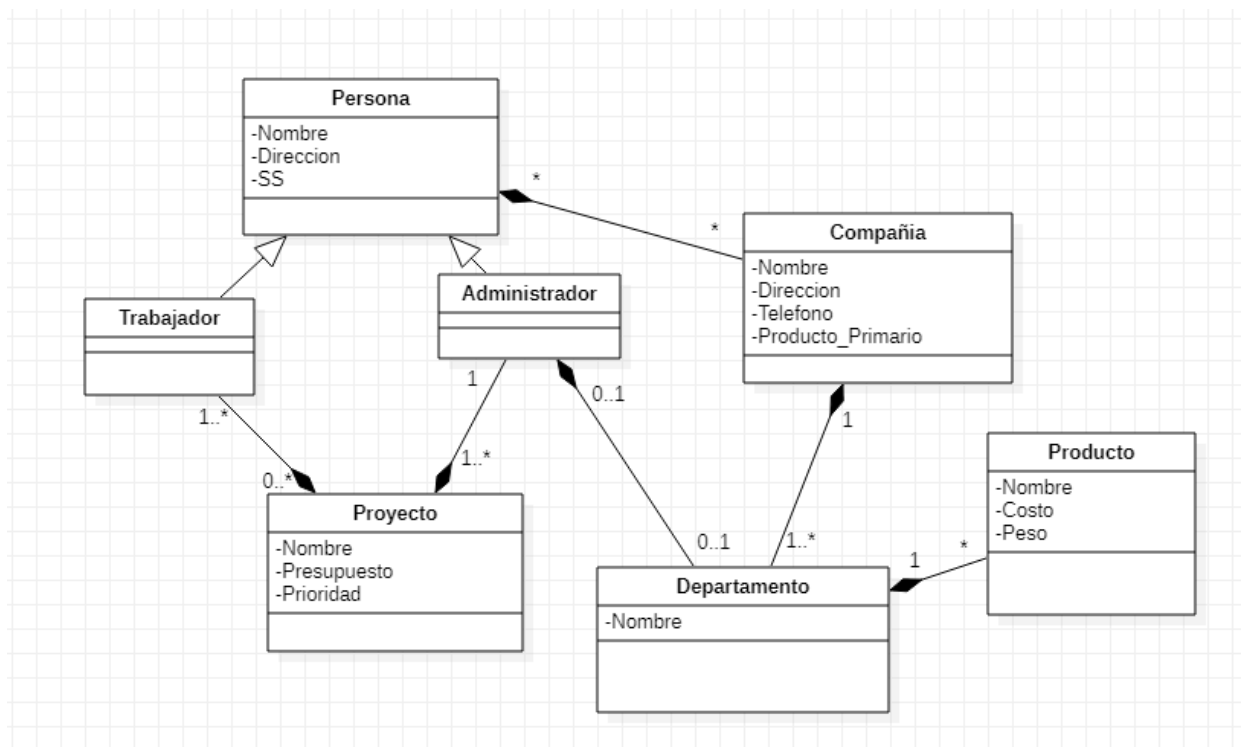 Persona
-Nombre
-Direccion
-SS
*
*
Compañia
-Nombre
-Direccion
-Telefono
-Producto_Primario
Administrador
Trabajador
1
0..1
1
1..*
1..*
0..*
Producto
-Nombre
-Costo
-Peso
Proyecto
-Nombre
-Presupuesto
-Prioridad
0..1
1..*
1
*
Departamento
-Nombre